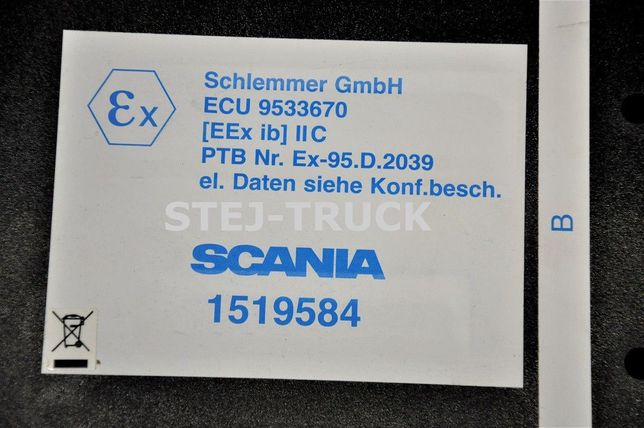 Ex
Schlemmer GmbH
ECU 9533670
[EEx ib] II C
PTB Nr. Ex-95.D.2039
el. Daten siehe Konf.besch.
STEJ-TRUCK
SCANIA
1519584
B